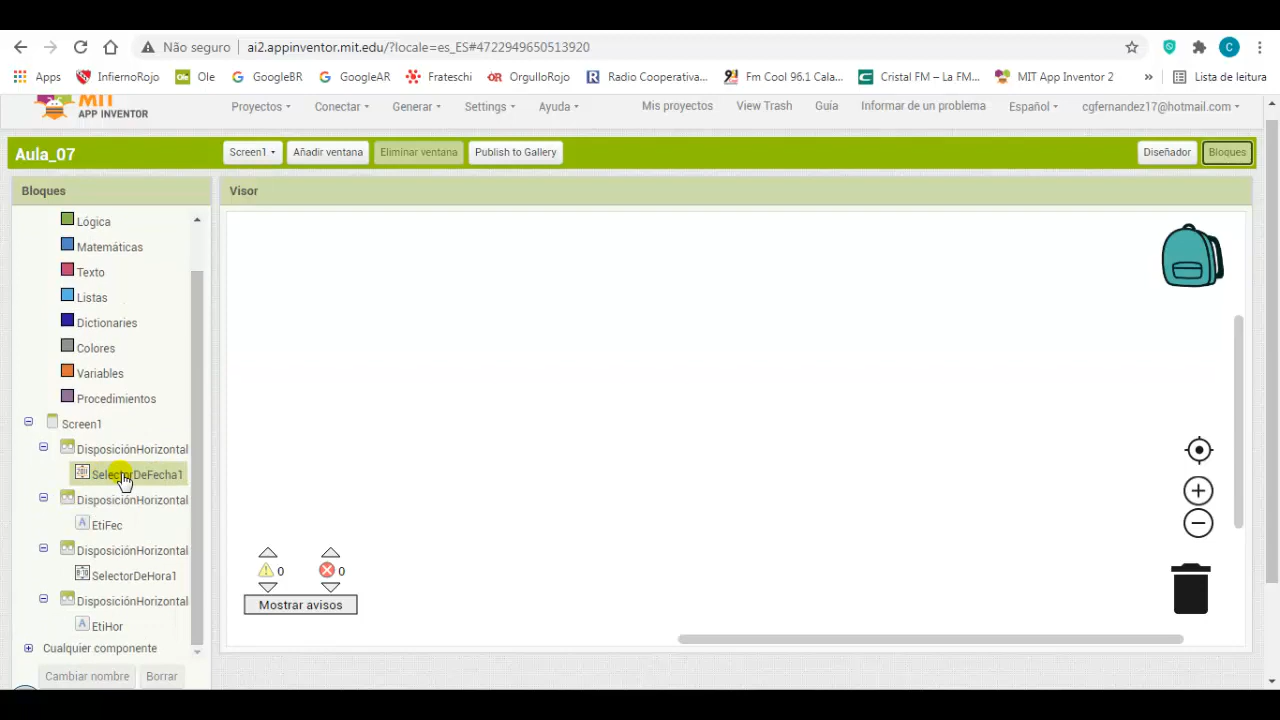 Não seguro
ai2.appinventor.mit.edu/?locale=es_ES#4722949650513920
C
Apps
InfiernoRojo
Ole
GoogleBR
GoogleAR
Frateschi
OrgulloRojo
Radio Cooperativa...
Fm Cool 96.1 Cala...
Cristal FM – La FM...
MIT App Inventor 2
»
Lista de leitura
MIT
APP INVENTOR
Proyectos
Conectar
Generar
Settings
Ayuda
Mis proyectos
View Trash
Guía
Informar de un problema
Español
cgfernandez17@hotmail.com
Aula_07
Screen1
Añadir ventana
Eliminar ventana
Publish to Gallery
Diseñador
Bloques
Bloques
Visor
Lógica
Matemáticas
Texto
Listas
Dictionaries
Colores
Variables
Procedimientos
Screen1
DisposiciónHorizontal
SelectorDeFecha1
DisposiciónHorizontal
A EtiFec
DisposiciónHorizontal
SelectorDeHora1
DisposiciónHorizontal
A EtiHor
Cualquier componente
Cambiar nombre
Borrar
0
0
Mostrar avisos